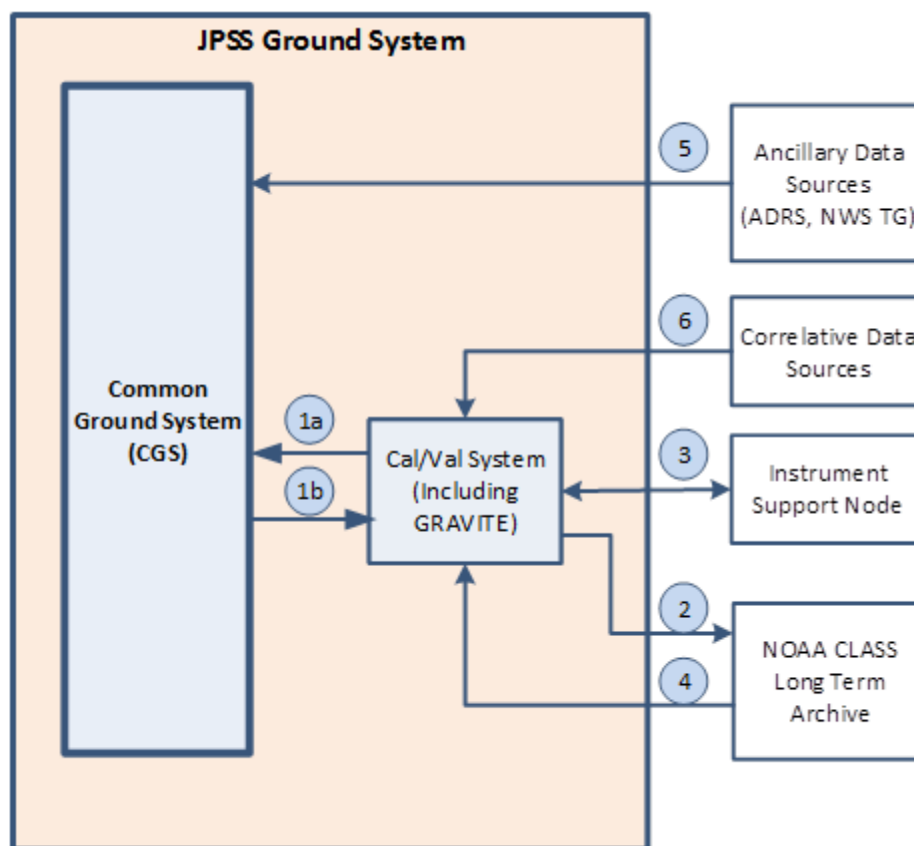 JPSS Ground System
5
Ancillary Data
Sources
(ADRS, NWS TG)
6
Correlative Data
Sources
Common
Ground System
(CGS)
1a
1b
Cal/Val System
(Including
GRAVITE)
3
Instrument
Support Node
2
4
NOAA CLASS
Long Term
Archive